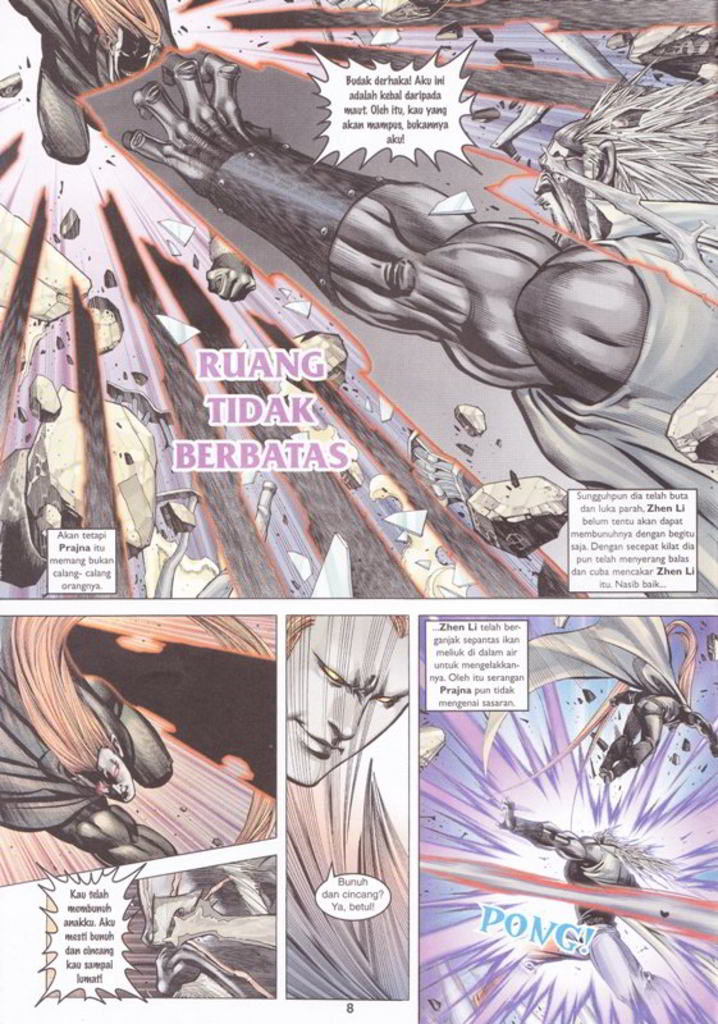 Budak derhaka! Aku ini
adalah kebal daripada
maut. Oleh itu, kau yang
akan mampus, bukannya
aku!
RUANG
TIDAK
BERBATAS
Akan tetapi
Prajna itu
memang bukan
calang- calang
orangnya.
Sungguhpun dia telah buta
dan luka parah, Zhen Li
belum tentu akan dapat
membunuhnya dengan begitu
saja. Dengan secepat kilat dia
pun telah menyerang balas
dan cuba mencakar Zhen Li
itu. Nasib baik...
Kau telah
membunuh
anakku. Aku
mesti bunuh
dan cincang
kau sampai
lumat!
Bunuh
dan cincang?
Ya, betul!
...Zhen Li telah ber-
ganjak sepantas ikan
meliuk di dalam air
untuk mengelakkan-
nya. Oleh itu serangan
Prajna pun tidak
mengenai sasaran.
PONG!
8